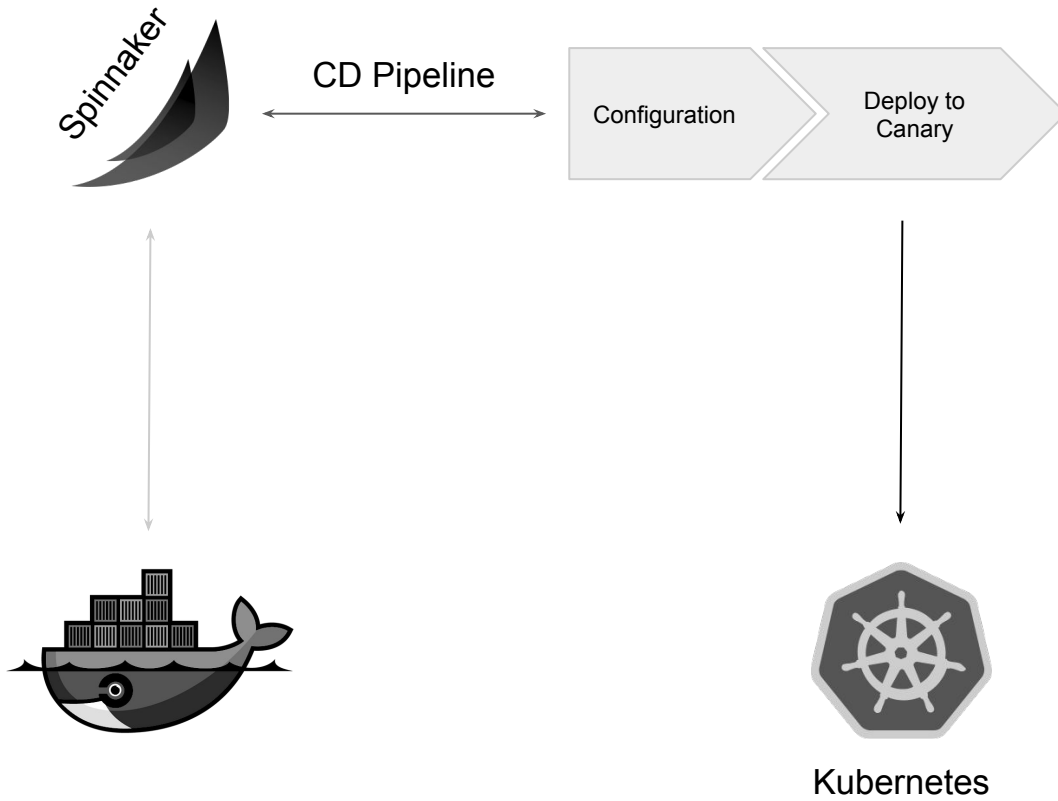 Spinnaker
CD Pipeline
Configuration
Deploy to
Canary
Kubernetes